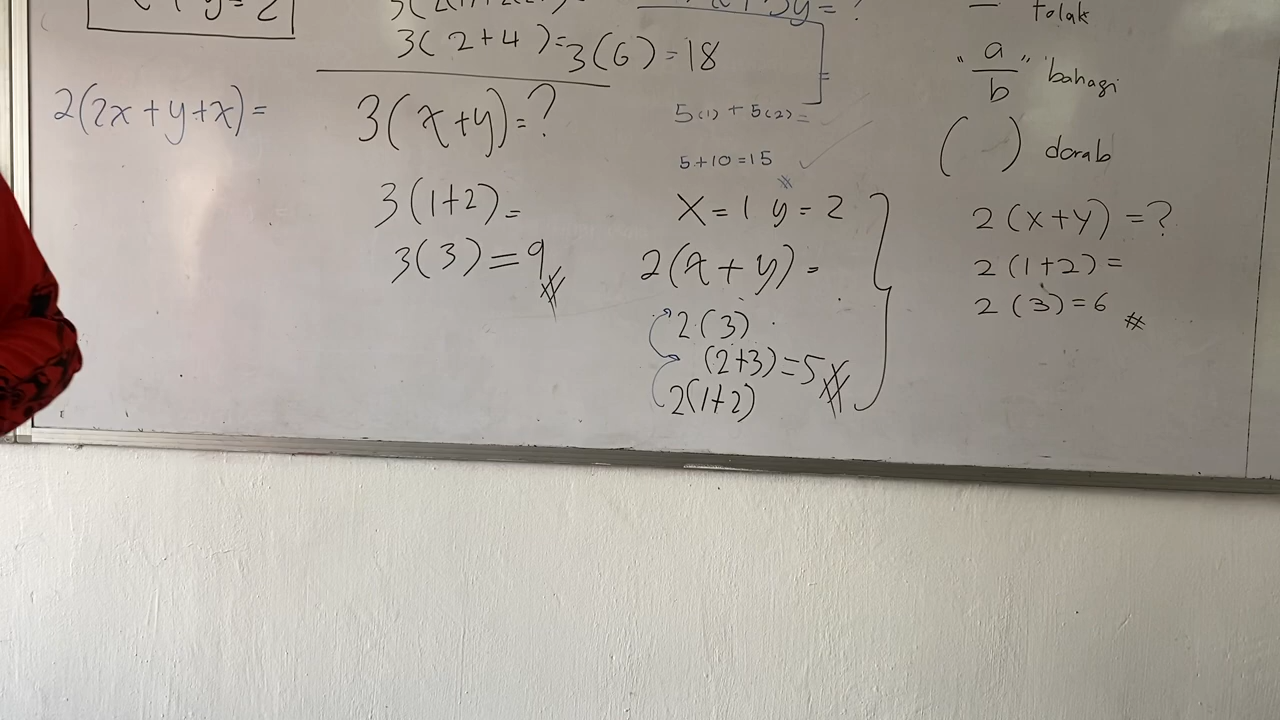 y = 2
2(2x + y + x) =
3( 2 + 4 ) = 3(6) = 18
3( x + y) = ?
3(1+2) =
3(3) = 9 #
5(1) + 5(2) =
5 + 10 = 15
X = 1 y = 2
2(x + y) =
2(3)
(2+3) = 5 #
2(1+2)
— tolak
" a/b " bahagi
( ) darab
2 (x + y) = ?
2 (1+2) =
2 (3) = 6 #